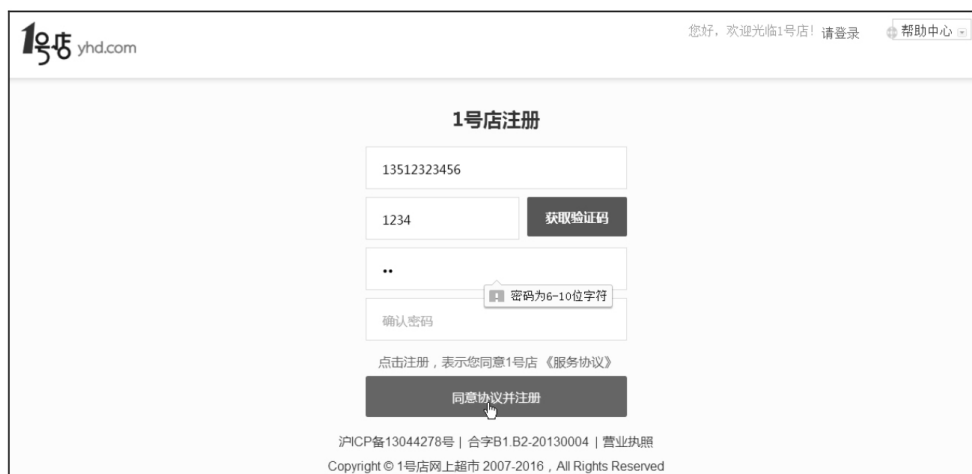 1号店 yhd.com
您好，欢迎光临1号店！ 请登录 帮助中心
1号店注册
13512323456
1234 获取验证码
••
密码为6-10位字符
确认密码
点击注册，表示您同意1号店《服务协议》
同意协议并注册
沪ICP备13044278号 | 合字B1.B2-20130004 | 营业执照
Copyright © 1号店网上超市 2007-2016，All Rights Reserved